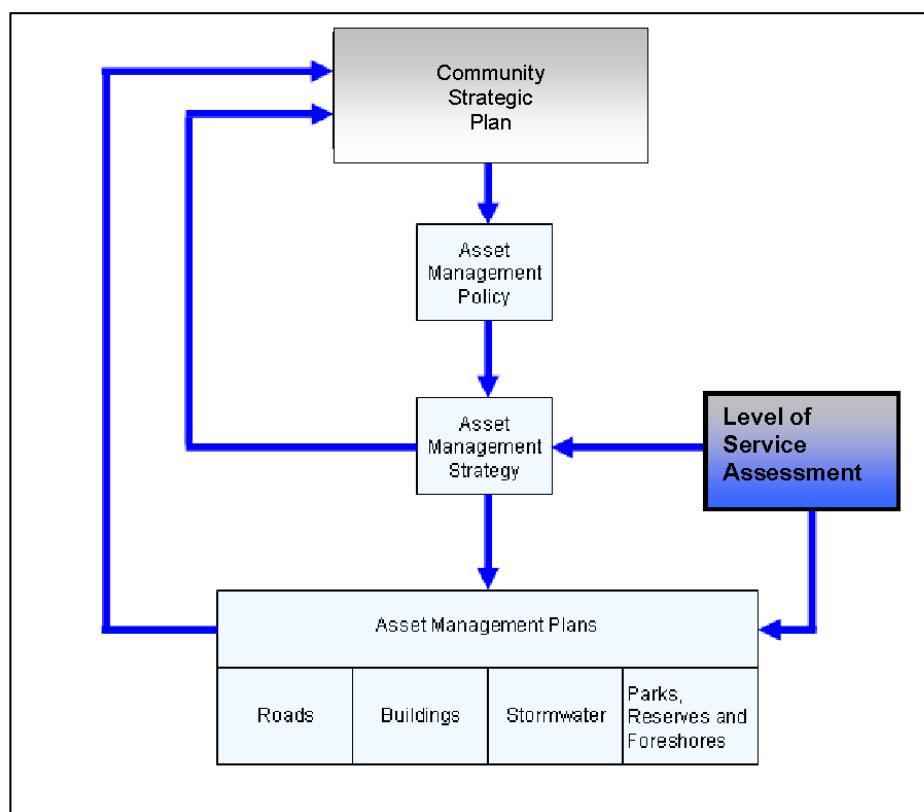 Community
Strategic
Plan
Asset
Management
Policy
Asset
Management
Strategy
Level of
Service
Assessment
Asset Management Plans
Roads
Buildings
Stormwater
Parks,
Reserves and
Foreshores